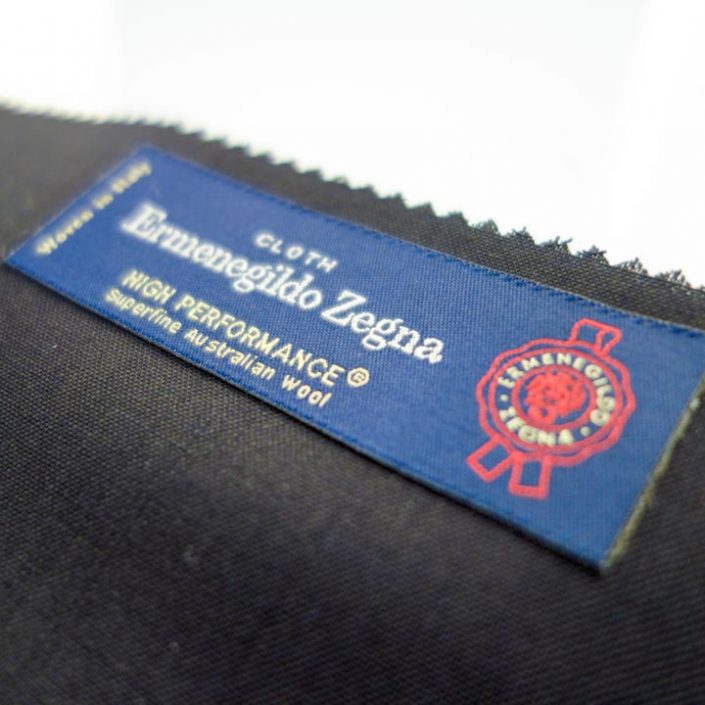 Woven in Italy
CLOTH
Ermenegildo Zegna
HIGH PERFORMANCE®
Superfine Australian Wool
ERMENEGILDO
ZEGNA